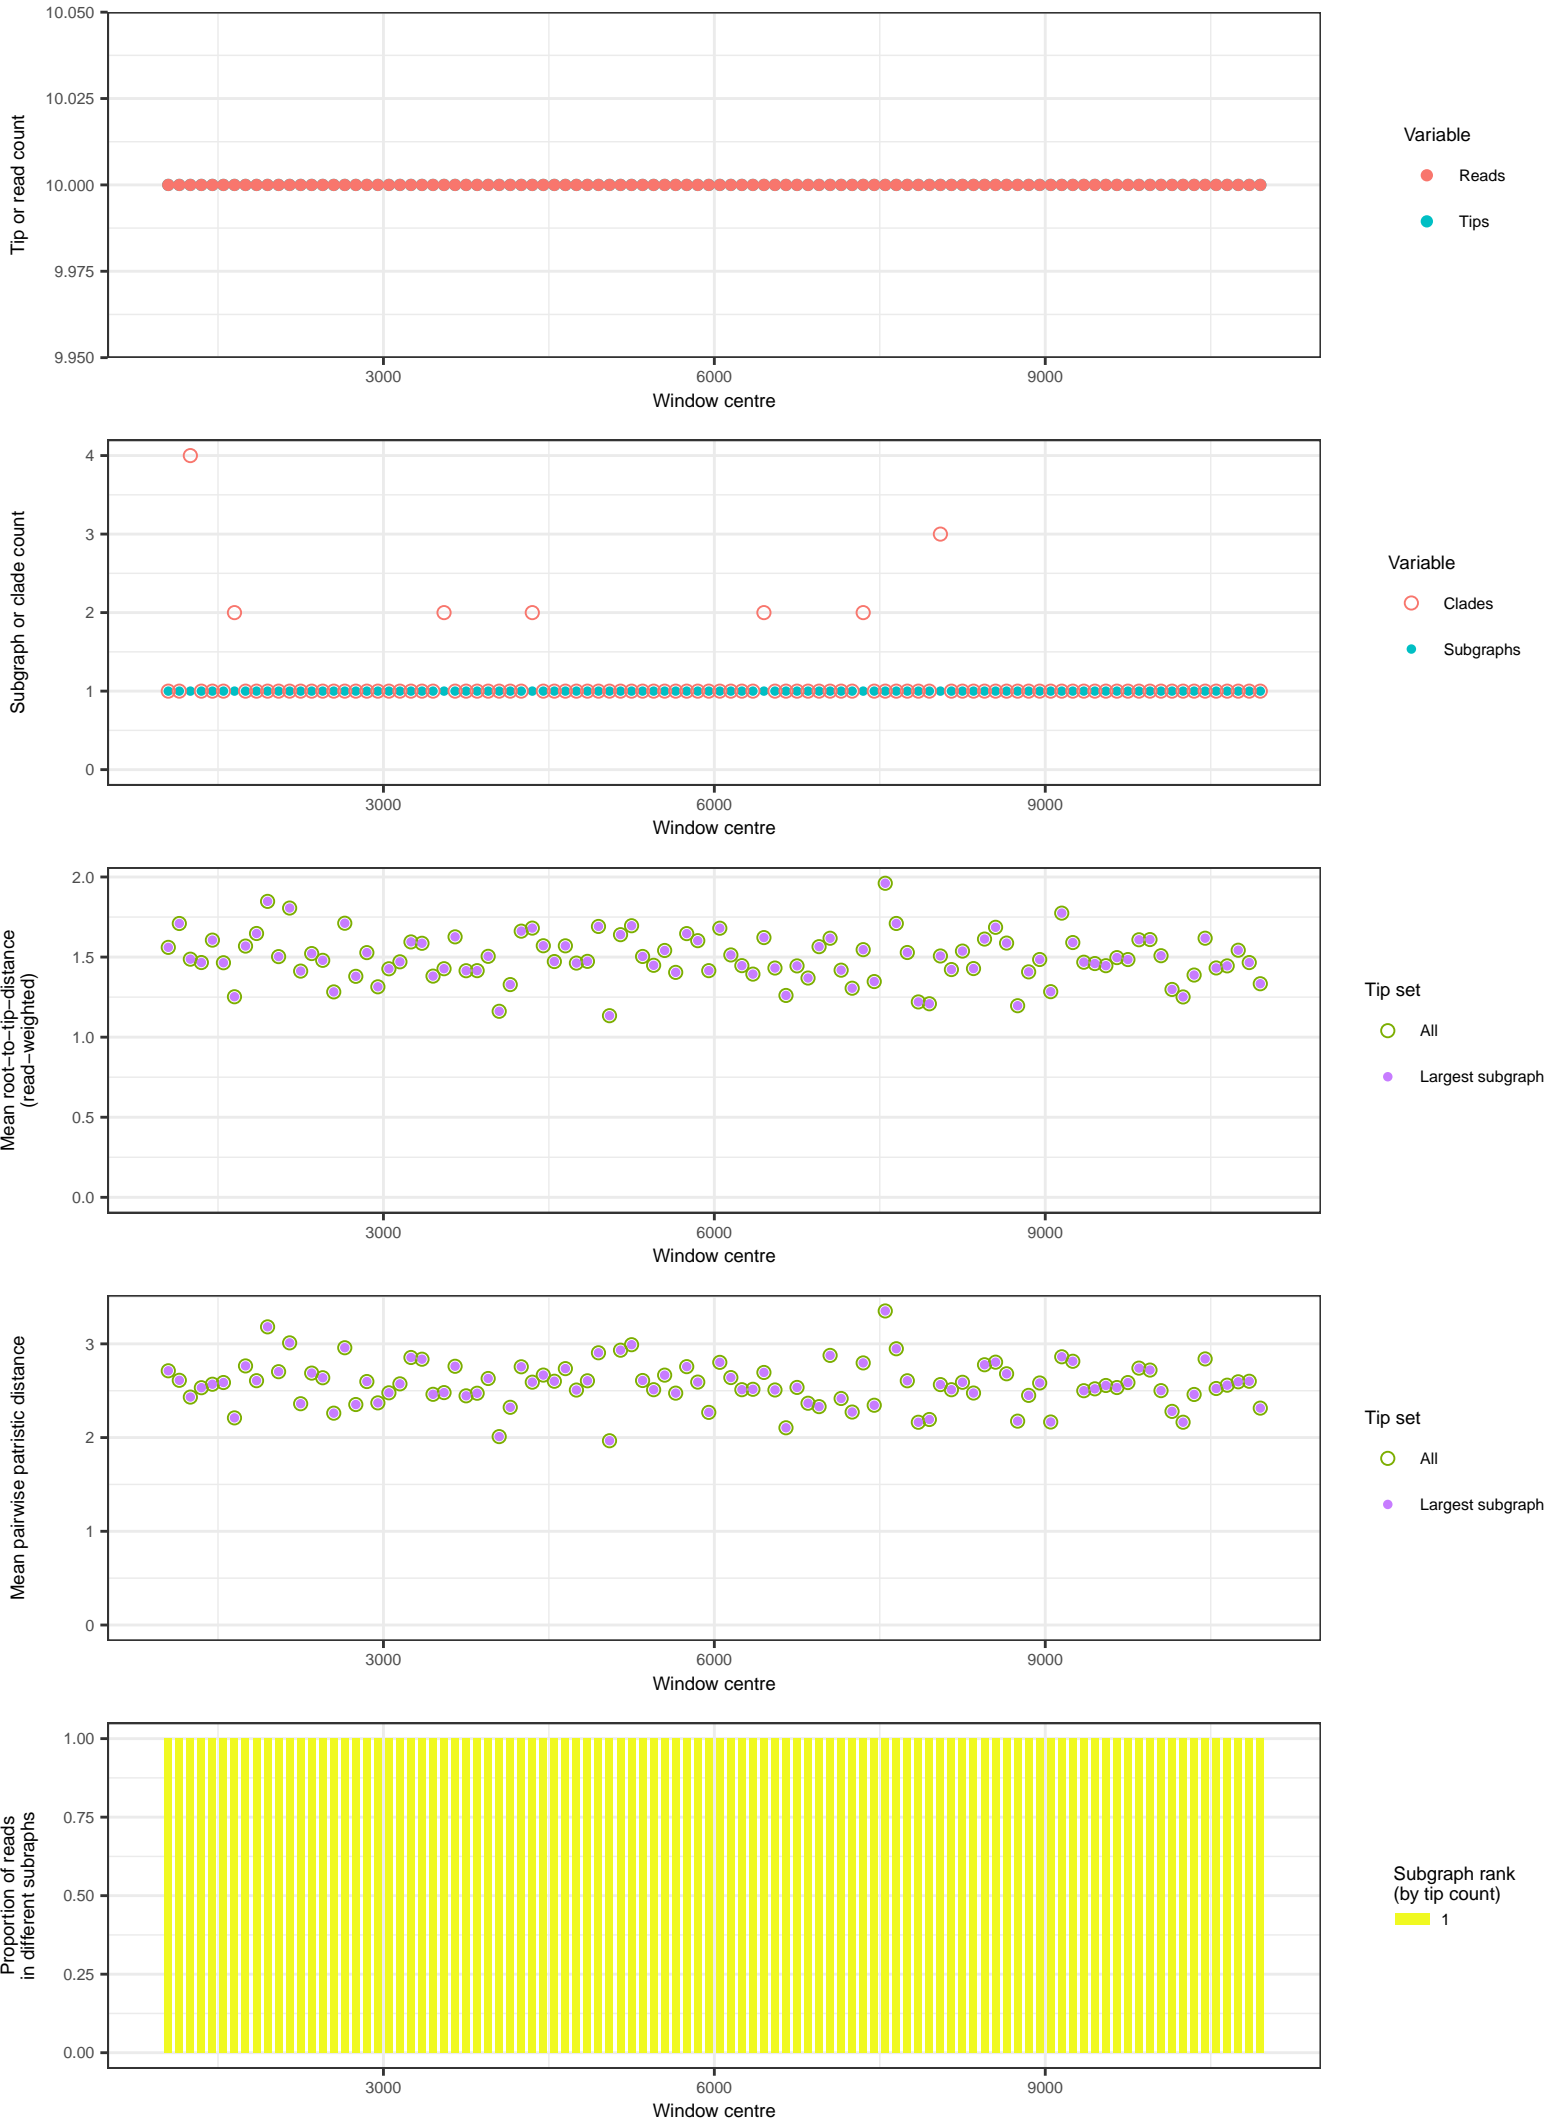 10.050
10.025
10.000
9.975
9.950
Tip or read count
3000
6000
9000
Window centre
Variable
Reads
Tips
4
3
2
1
0
Subgraph or clade count
3000
6000
9000
Window centre
Variable
Clades
Subgraphs
2.0
1.5
1.0
0.5
0.0
Mean root−to−tip−distance
(read−weighted)
3000
6000
9000
Window centre
Tip set
All
Largest subgraph
3
2
1
0
Mean pairwise patristic distance
3000
6000
9000
Window centre
Tip set
All
Largest subgraph
1.00
0.75
0.50
0.25
0.00
Proportion of reads
in different subraphs
3000
6000
9000
Window centre
Subgraph rank
(by tip count)
1